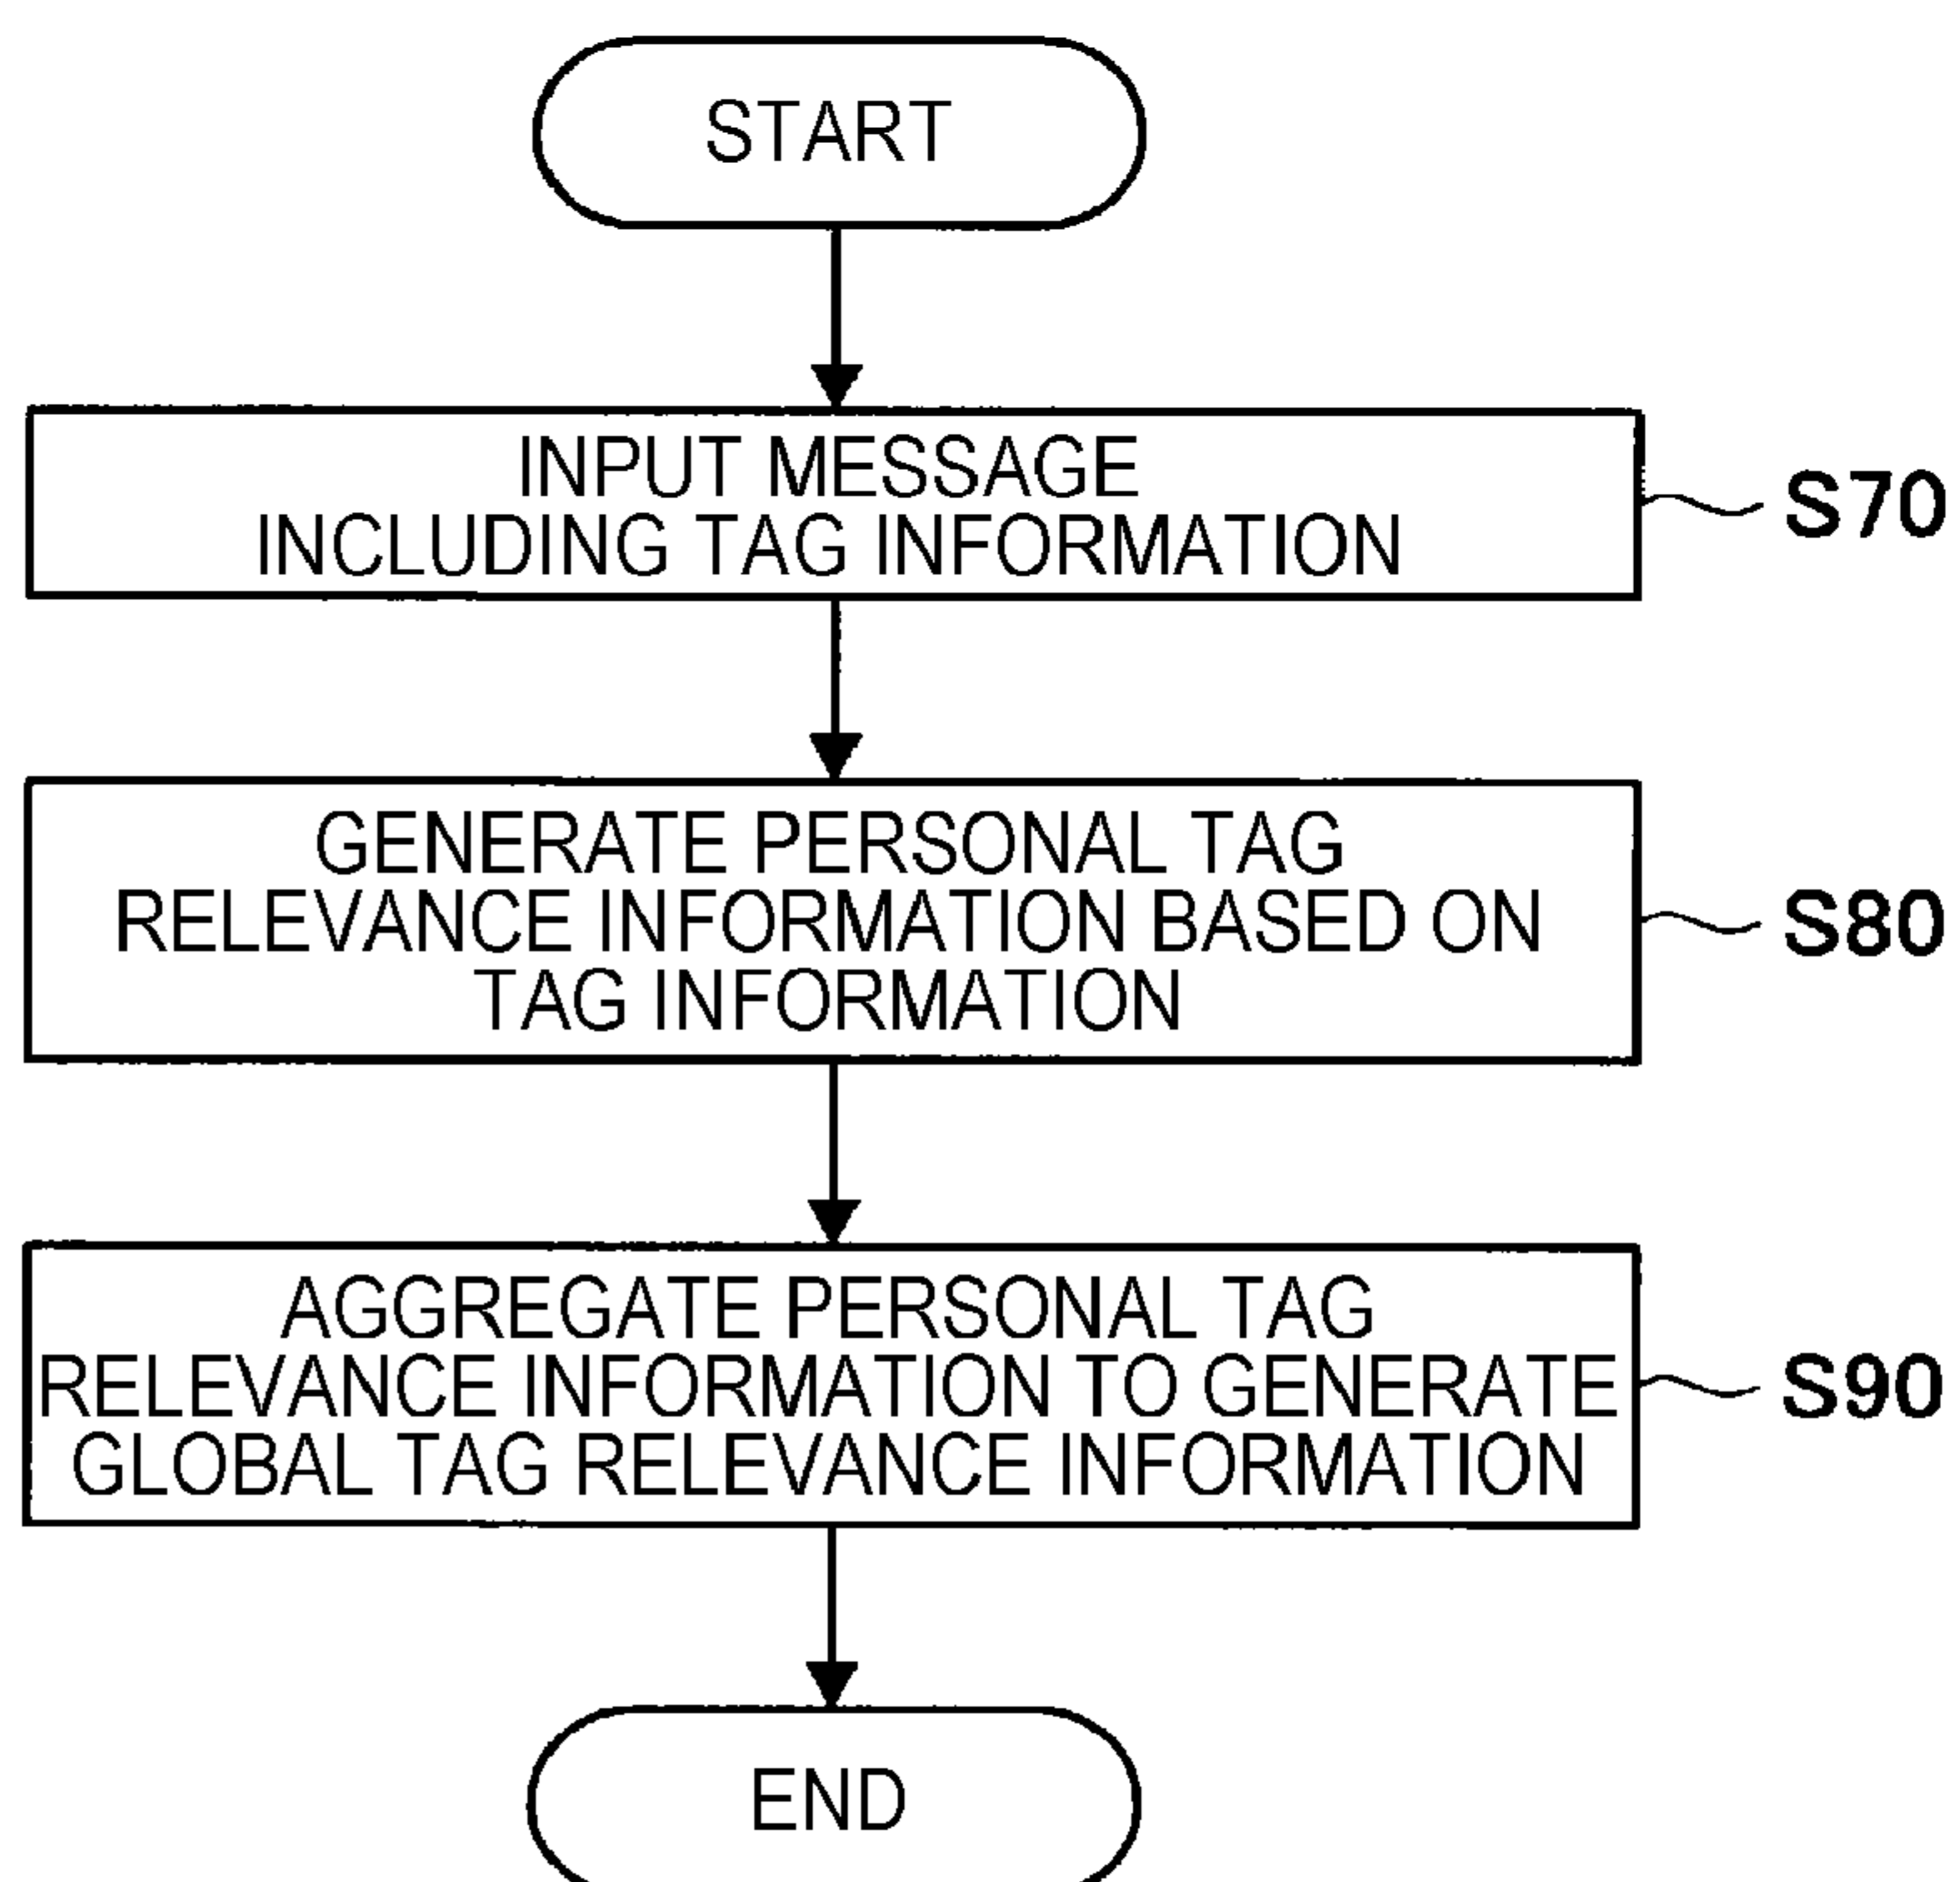 START
INPUT MESSAGE
INCLUDING TAG INFORMATION
S70
GENERATE PERSONAL TAG
RELEVANCE INFORMATION BASED ON
TAG INFORMATION
S80
AGGREGATE PERSONAL TAG
RELEVANCE INFORMATION TO GENERATE
GLOBAL TAG RELEVANCE INFORMATION
S90
END